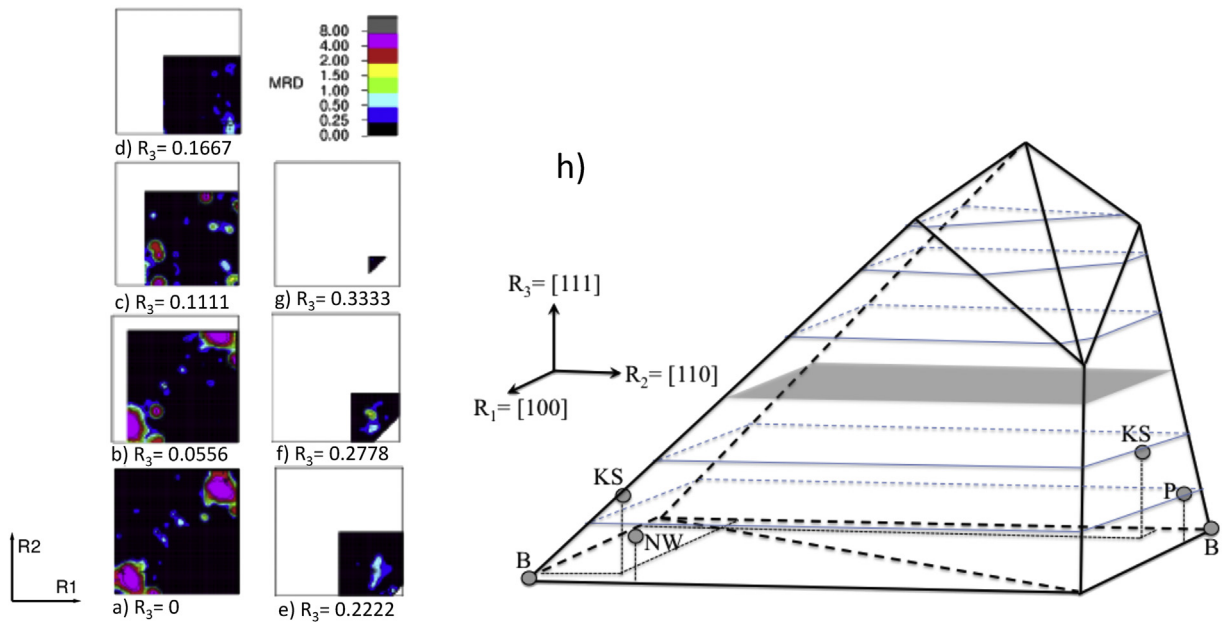 8.00
4.00
MRD 2.00
1.50
1.00
0.50
0.25
0.00
d) R₃= 0.1667
h)
c) R₃= 0.1111
g) R₃= 0.3333
R₃= [111]
R₂= [110]
R₁= [100]
b) R₃= 0.0556
f) R₃= 0.2778
KS
KS
P
B
NW
B
R2
R1
a) R₃= 0
e) R₃= 0.2222